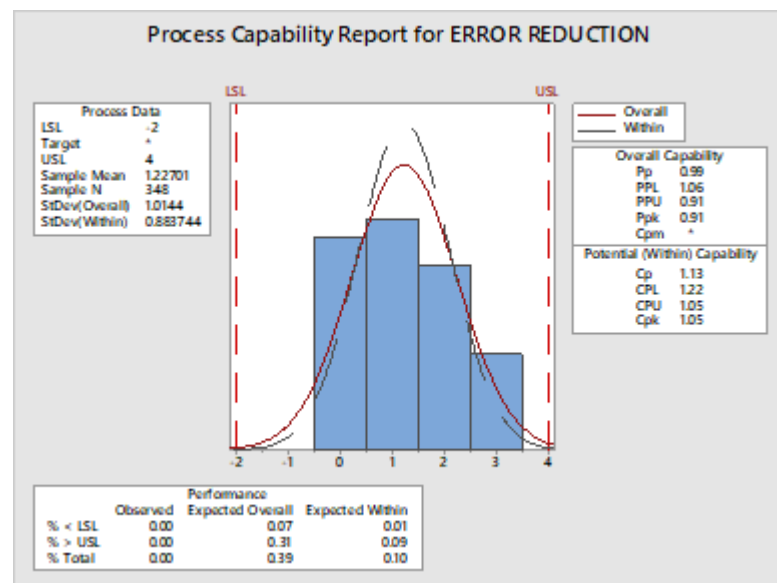 Process Capability Report for ERROR REDUCTION
LSL USL
Process Data
LSL -2
Target *
USL 4
Sample Mean 1.22701
Sample N 348
StDev(Overall) 1.0144
StDev(Within) 0.883744
Overall
Within
Overall Capability
Pp 0.99
PPL 1.06
PPU 0.91
Ppk 0.91
Cpm *
Potential (Within) Capability
Cp 1.13
CPL 1.22
CPU 1.05
Cpk 1.05
-2 -1 0 1 2 3 4
Performance
Observed Expected Overall Expected Within
% < LSL 0.00 0.07 0.01
% > USL 0.00 0.31 0.09
% Total 0.00 0.39 0.10